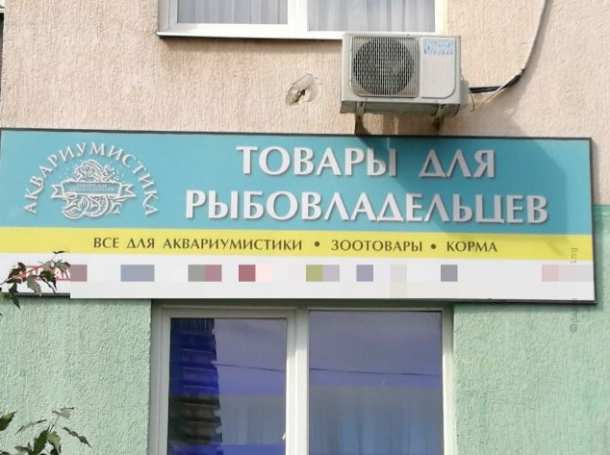 АКВАРИУМИСТИКА
ТОВАРЫ ДЛЯ
РЫБОВЛАДЕЛЬЦЕВ
ВСЕ ДЛЯ АКВАРИУМИСТИКИ • ЗООТОВАРЫ • КОРМА